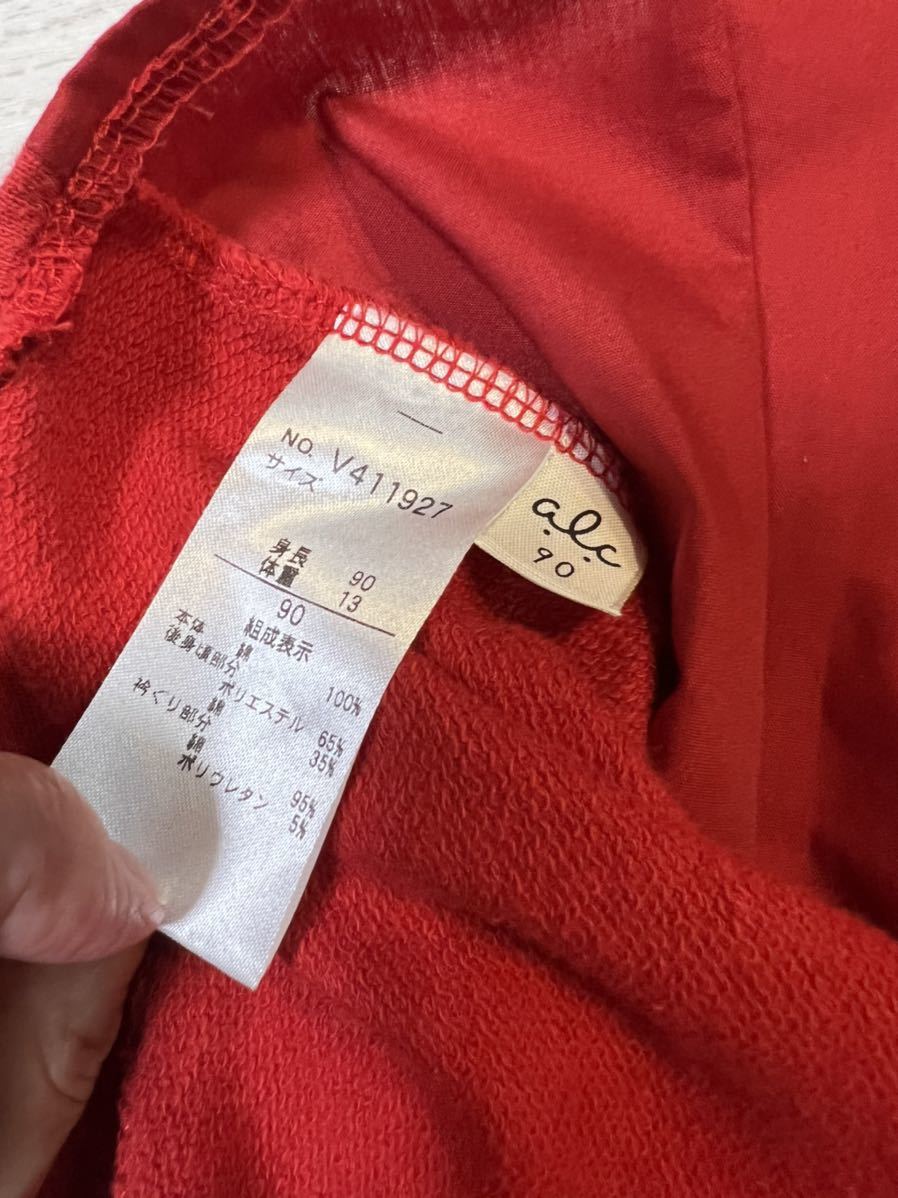 NO. V411927
サイズ
身長 90
体重 13
90
組成表示
本体
綿 100%
後身頃部分
ポリエステル 65%
綿 35%
衿ぐり部分
綿 95%
ポリウレタン 5%
a.l.c
90